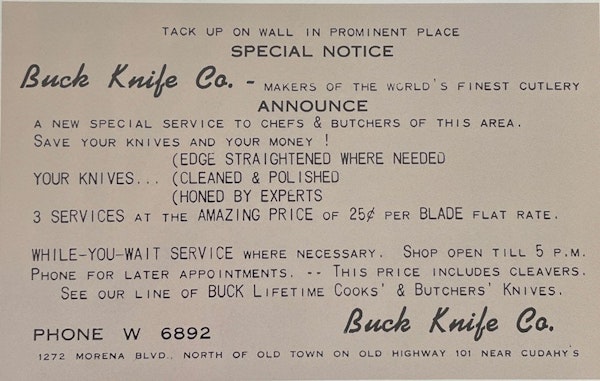 TACK UP ON WALL IN PROMINENT PLACE
SPECIAL NOTICE
Buck Knife Co. - MAKERS OF THE WORLD'S FINEST CUTLERY
ANNOUNCE
A NEW SPECIAL SERVICE TO CHEFS & BUTCHERS OF THIS AREA.
SAVE YOUR KNIVES AND YOUR MONEY !
(EDGE STRAIGHTENED WHERE NEEDED
YOUR KNIVES... (CLEANED & POLISHED
(HONED BY EXPERTS
3 SERVICES AT THE AMAZING PRICE OF 25¢ PER BLADE FLAT RATE.
WHILE-YOU-WAIT SERVICE WHERE NECESSARY. SHOP OPEN TILL 5 P.M.
PHONE FOR LATER APPOINTMENTS. -- THIS PRICE INCLUDES CLEAVERS.
SEE OUR LINE OF BUCK LIFETIME COOKS' & BUTCHERS' KNIVES.
PHONE W 6892 Buck Knife Co.
1272 MORENA BLVD., NORTH OF OLD TOWN ON OLD HIGHWAY 101 NEAR CUDAHY'S